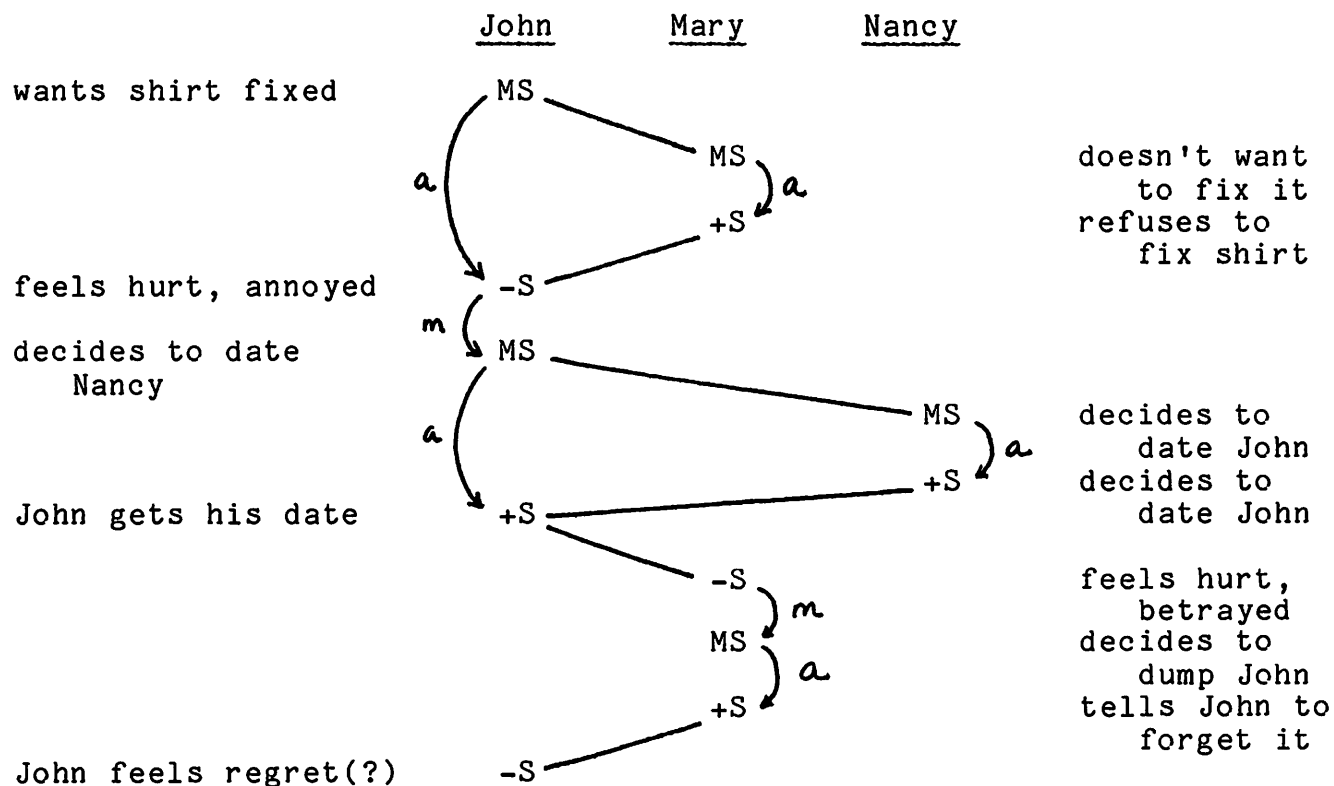 John Mary Nancy
wants shirt fixed MS
MS doesn't want
a a to fix it
+S refuses to
fix shirt
feels hurt, annoyed -S
m
decides to date MS
Nancy
MS decides to
a a date John
+S decides to
John gets his date +S date John
-S feels hurt,
m betrayed
MS decides to
a dump John
+S tells John to
forget it
John feels regret(?) -S